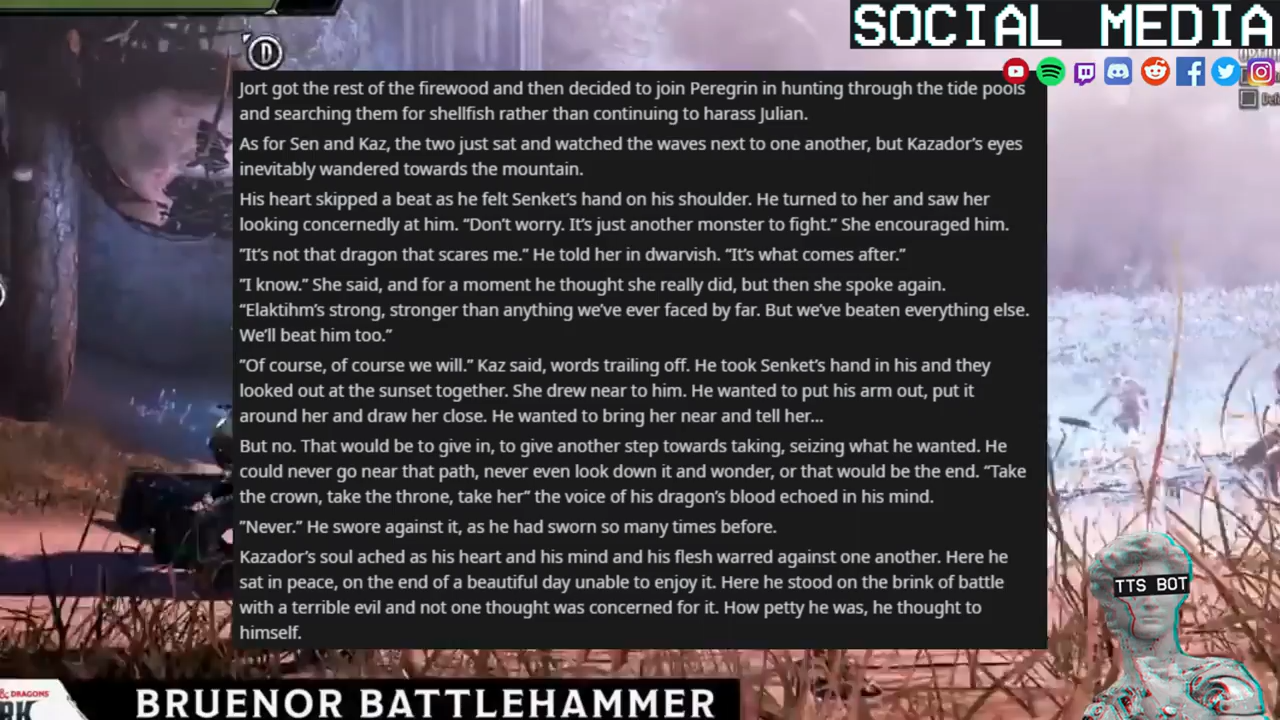 SOCIAL MEDIA
D
Jort got the rest of the firewood and then decided to join Peregrin in hunting through the tide pools
and searching them for shellfish rather than continuing to harass Julian.
As for Sen and Kaz, the two just sat and watched the waves next to one another, but Kazador’s eyes
inevitably wandered towards the mountain.
His heart skipped a beat as he felt Senket’s hand on his shoulder. He turned to her and saw her
looking concernedly at him. “Don’t worry. It’s just another monster to fight.” She encouraged him.
“It’s not that dragon that scares me.” He told her in dwarvish. “It’s what comes after.”
“I know.” She said, and for a moment he thought she really did, but then she spoke again.
“Elaktihm’s strong, stronger than anything we’ve ever faced by far. But we’ve beaten everything else.
We’ll beat him too.”
“Of course, of course we will.” Kaz said, words trailing off. He took Senket’s hand in his and they
looked out at the sunset together. She drew near to him. He wanted to put his arm out, put it
around her and draw her close. He wanted to bring her near and tell her...
But no. That would be to give in, to give another step towards taking, seizing what he wanted. He
could never go near that path, never even look down it and wonder, or that would be the end. “Take
the crown, take the throne, take her” the voice of his dragon’s blood echoed in his mind.
“Never.” He swore against it, as he had sworn so many times before.
Kazador’s soul ached as his heart and his mind and his flesh warred against one another. Here he
sat in peace, on the end of a beautiful day unable to enjoy it. Here he stood on the brink of battle
with a terrible evil and not one thought was concerned for it. How petty he was, he thought to
himself.
TTS BOT
DRAGONS
BRUENOR BATTLEHAMMER